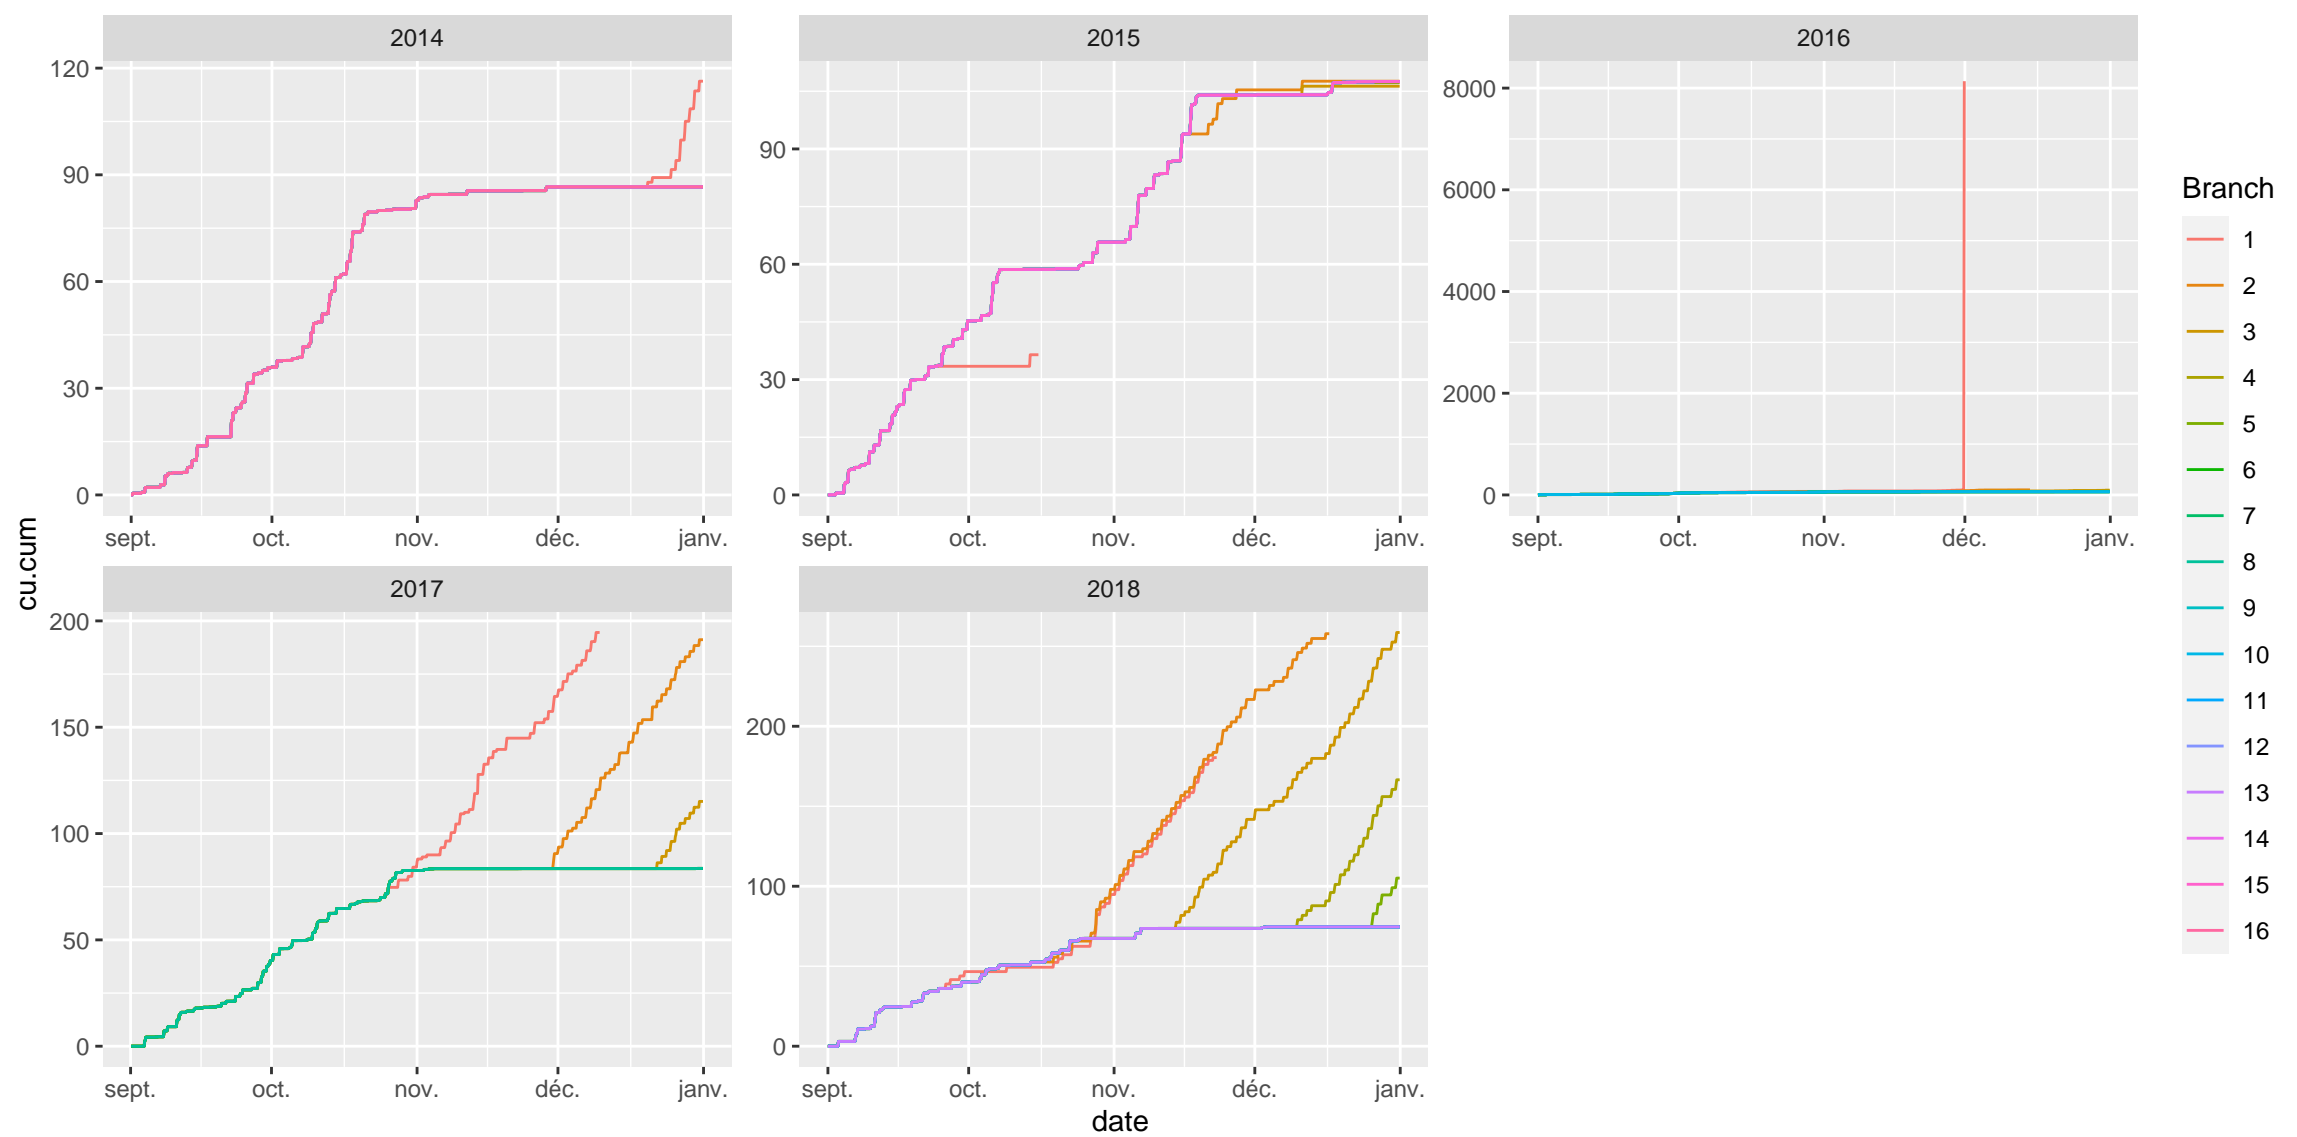 2014
2015
2016
120
90
60
30
0
sept.
oct.
nov.
déc.
janv.
90
60
30
0
sept.
oct.
nov.
déc.
janv.
8000
6000
4000
2000
0
sept.
oct.
nov.
déc.
janv.
cu.cum
2017
2018
200
150
100
50
0
sept.
oct.
nov.
déc.
janv.
200
100
0
sept.
oct.
nov.
déc.
janv.
date
Branch
1
2
3
4
5
6
7
8
9
10
11
12
13
14
15
16